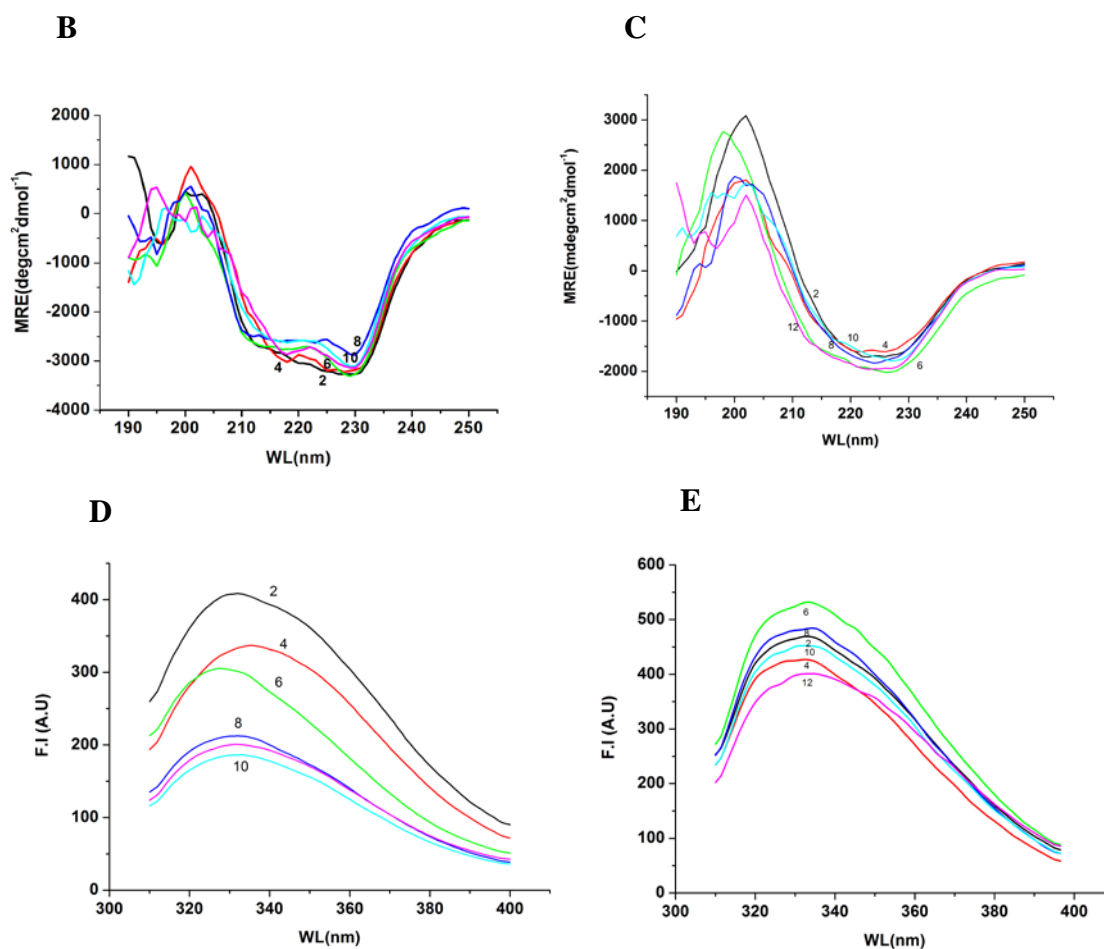 B
C
2000
1000
0
-1000
-2000
-3000
-4000
MRE(degcm²dmol⁻¹)
8
10
6
4
2
190 200 210 220 230 240 250
WL(nm)
3000
2000
1000
0
-1000
-2000
MRE(mdegcm²dmol⁻¹)
2
12
8
10
4
6
190 200 210 220 230 240 250
WL(nm)
D
E
400
300
200
100
0
F.I (A.U)
2
4
6
8
10
300 320 340 360 380 400
WL(nm)
600
500
400
300
200
100
0
F.I (A.U)
6
8
2
10
4
12
300 320 340 360 380 400
WL(nm)